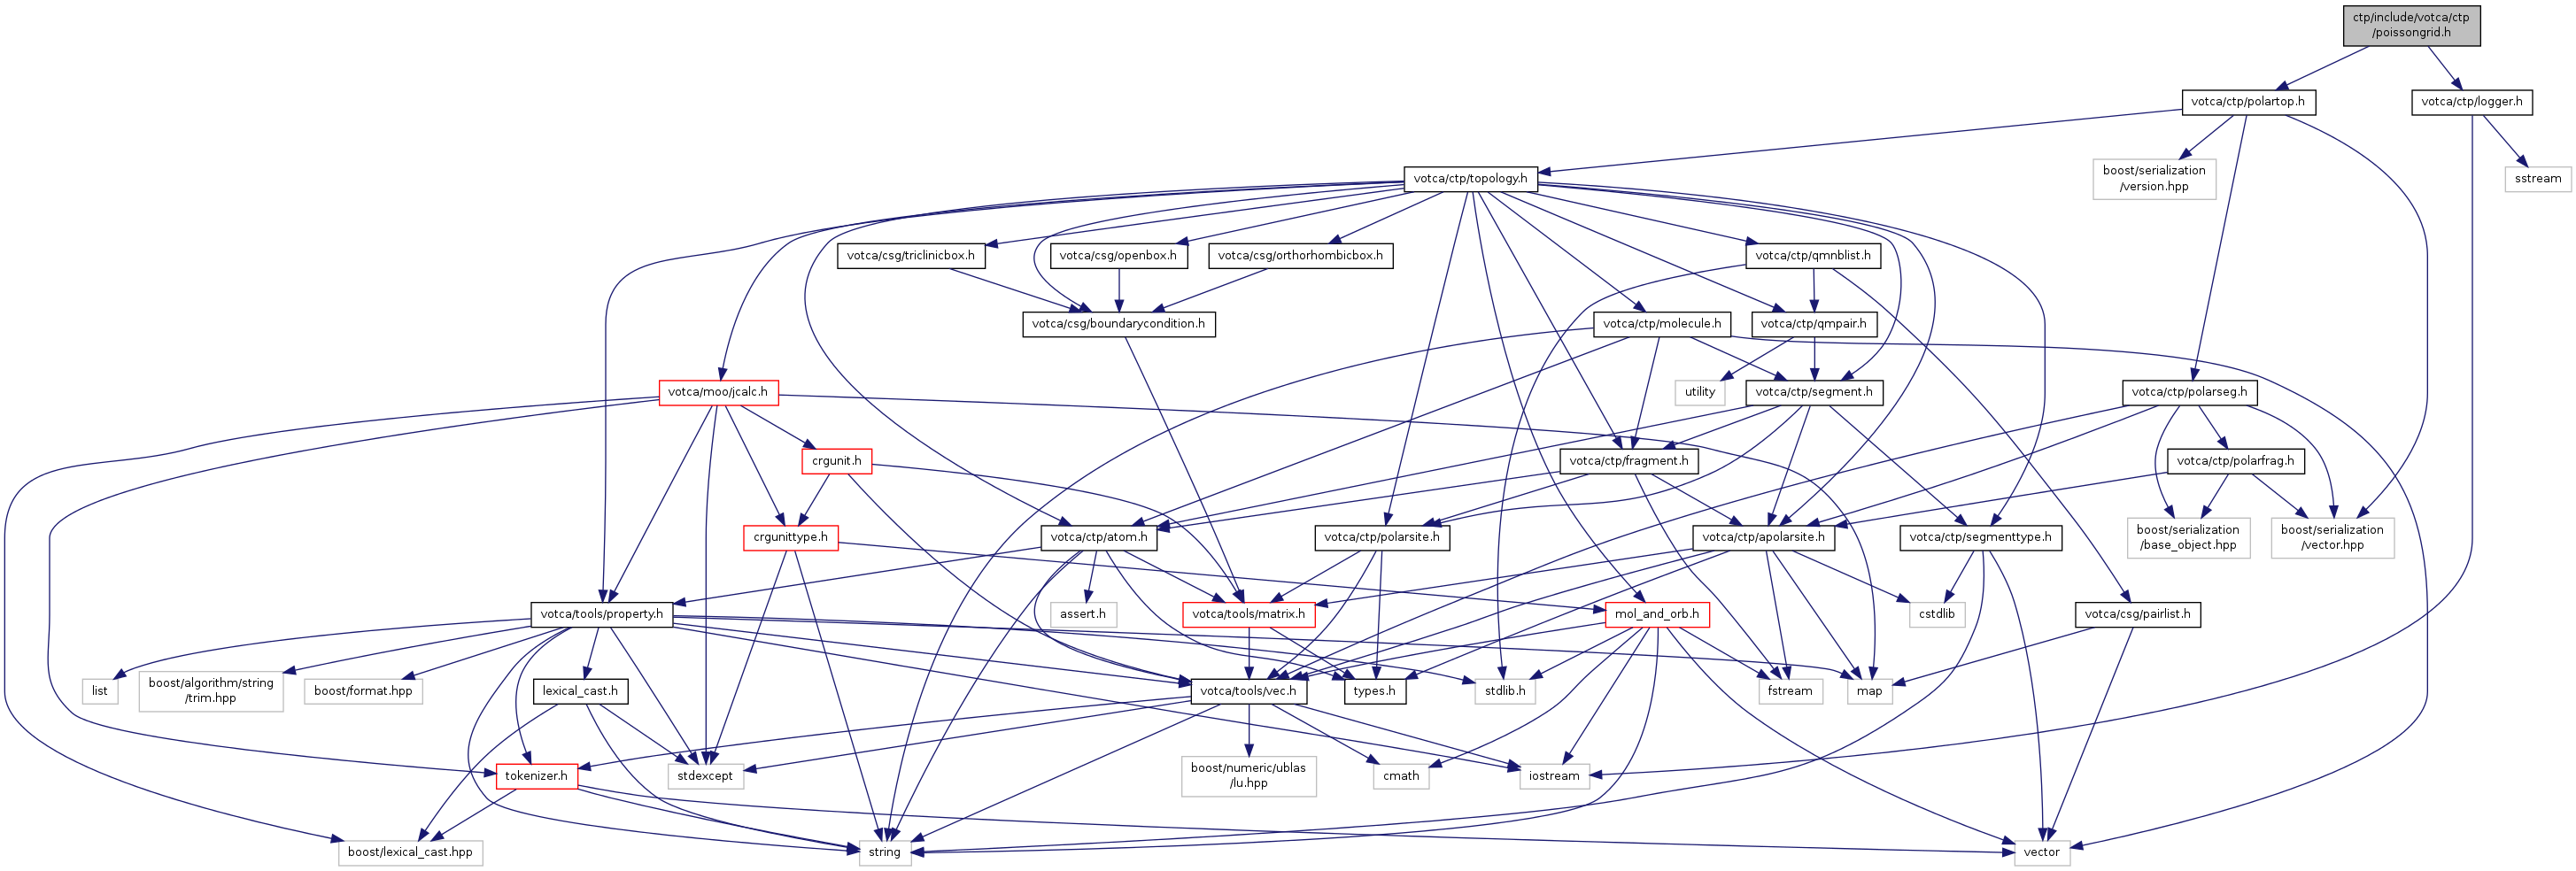 ctp/include/votca/ctp
/poissongrid.h
votca/ctp/polartop.h
votca/ctp/logger.h
votca/ctp/topology.h
boost/serialization
/version.hpp
sstream
votca/csg/triclinicbox.h
votca/csg/openbox.h
votca/csg/orthorhombicbox.h
votca/ctp/qmnblist.h
votca/csg/boundarycondition.h
votca/ctp/molecule.h
votca/ctp/qmpair.h
votca/moo/jcalc.h
utility
votca/ctp/segment.h
votca/ctp/polarseg.h
crgunit.h
votca/ctp/fragment.h
votca/ctp/polarfrag.h
crgunittype.h
votca/ctp/atom.h
votca/ctp/polarsite.h
votca/ctp/apolarsite.h
votca/ctp/segmenttype.h
boost/serialization
/base_object.hpp
boost/serialization
/vector.hpp
votca/tools/property.h
assert.h
votca/tools/matrix.h
mol_and_orb.h
cstdlib
votca/csg/pairlist.h
list
boost/algorithm/string
/trim.hpp
boost/format.hpp
lexical_cast.h
votca/tools/vec.h
types.h
stdlib.h
fstream
map
tokenizer.h
stdexcept
boost/numeric/ublas
/lu.hpp
cmath
iostream
boost/lexical_cast.hpp
string
vector